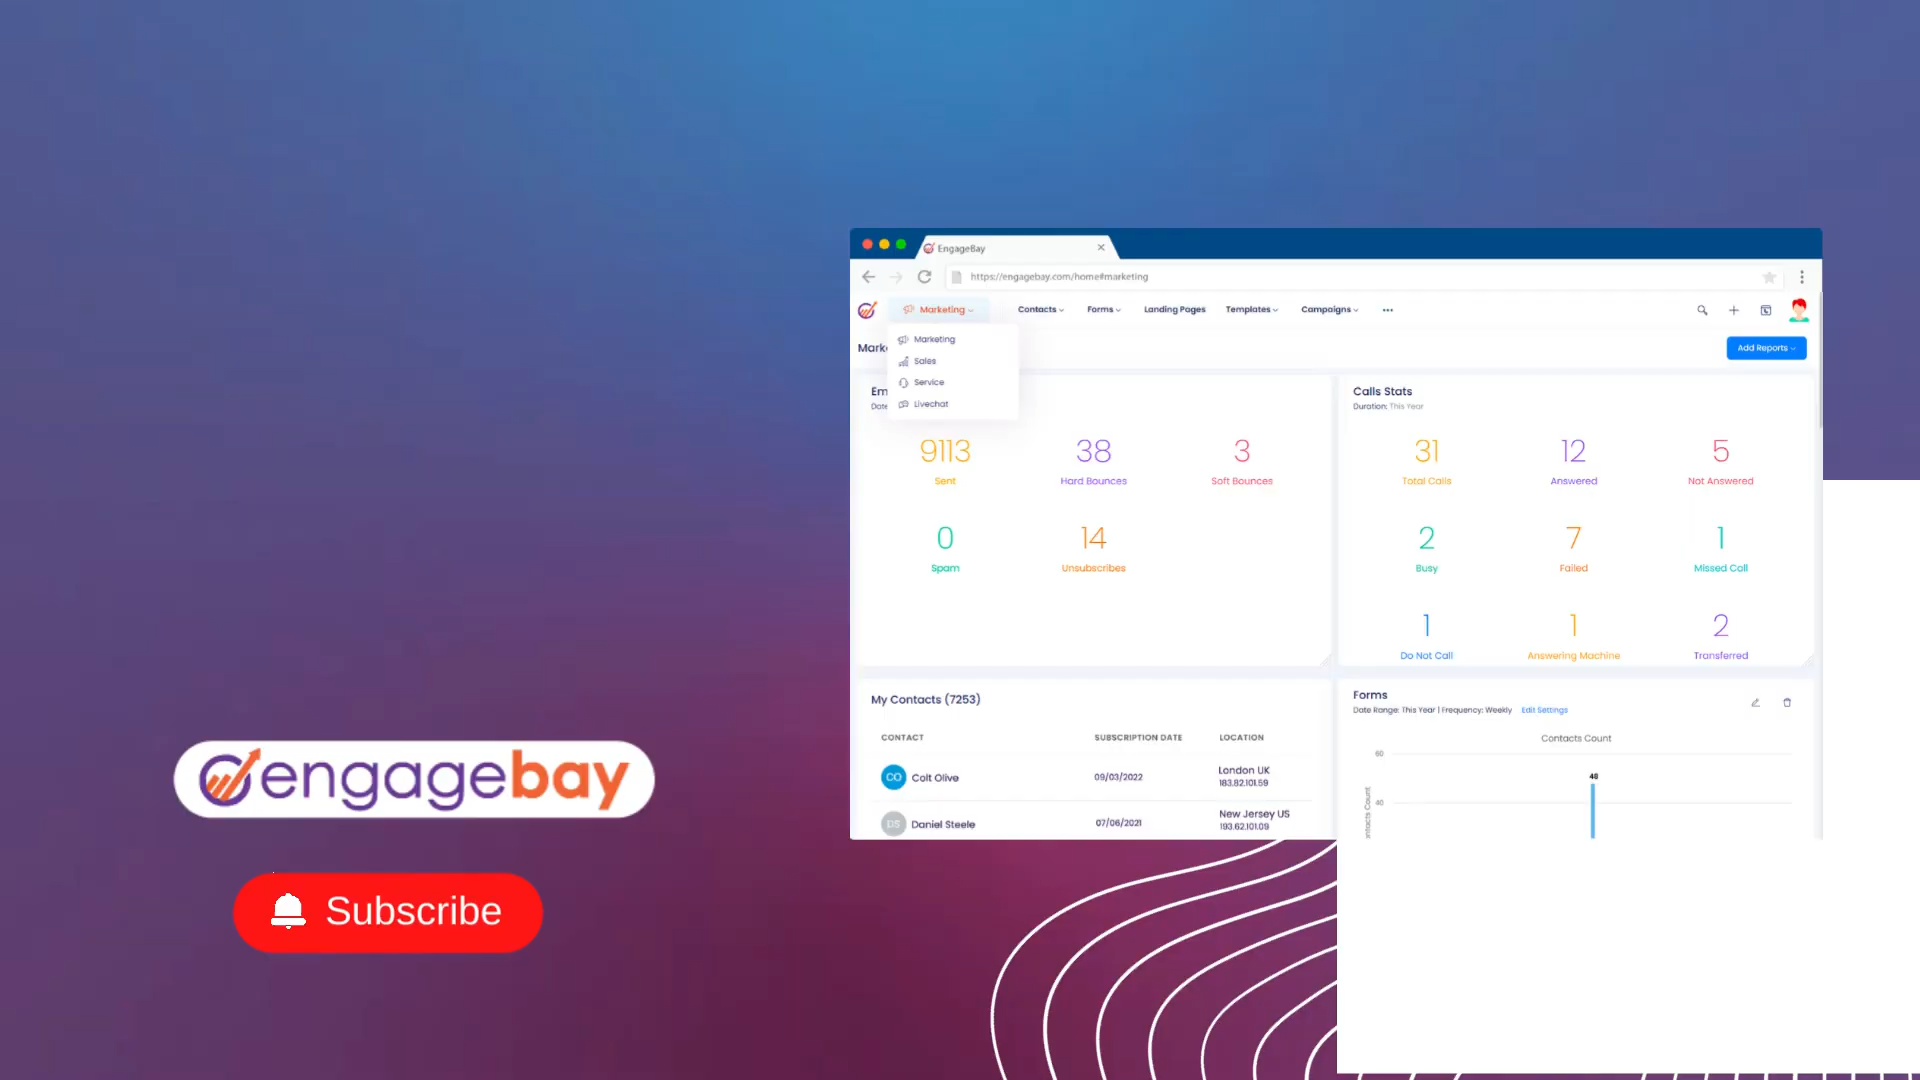 EngageBay
https://engagebay.com/home#marketing
Marketing Contacts Forms Landing Pages Templates Campaigns
Marketing
Sales
Service
Livechat
Add Reports
9113 38 3
Sent Hard Bounces Soft Bounces
0 14
Spam Unsubscribes
Calls Stats
Duration: This Year
31 12 5
Total Calls Answered Not Answered
2 7 1
Busy Failed Missed Call
1 1 2
Do Not Call Answering Machine Transferred
My Contacts (7253)
CONTACT SUBSCRIPTION DATE LOCATION
CO Colt Olive 09/03/2022 London UK
183.82.101.59
DS Daniel Steele 07/06/2021 New Jersey US
193.62.101.09
Forms
Date Range: This Year | Frequency: Weekly Edit Settings
Contacts Count
60
48
40
engagebay
Subscribe